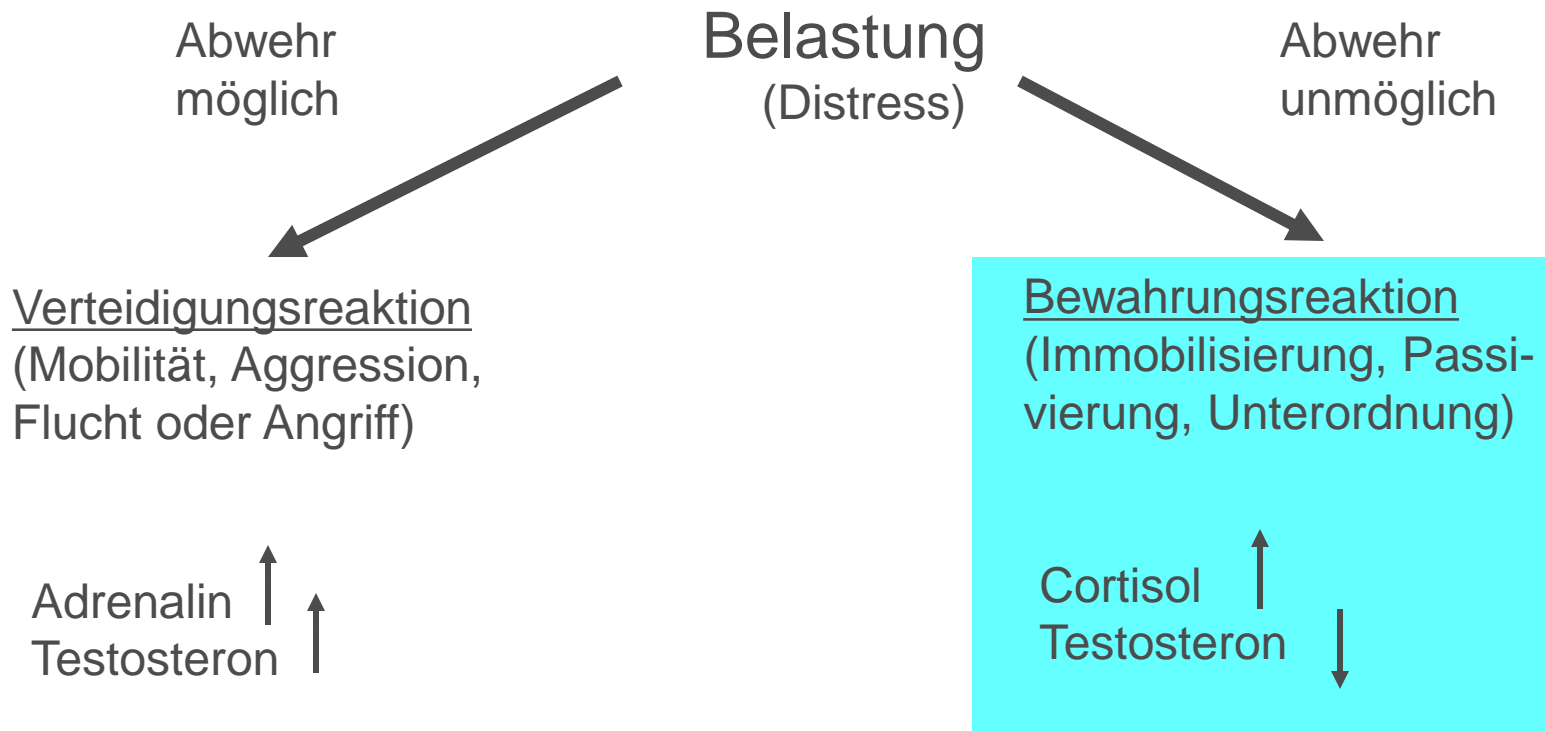 Abwehr
möglich
Belastung
(Distress)
Abwehr
unmöglich
Verteidigungsreaktion
(Mobilität, Aggression,
Flucht oder Angriff)
Adrenalin
Testosteron
Bewahrungsreaktion
(Immobilisierung, Passi-
vierung, Unterordnung)
Cortisol
Testosteron